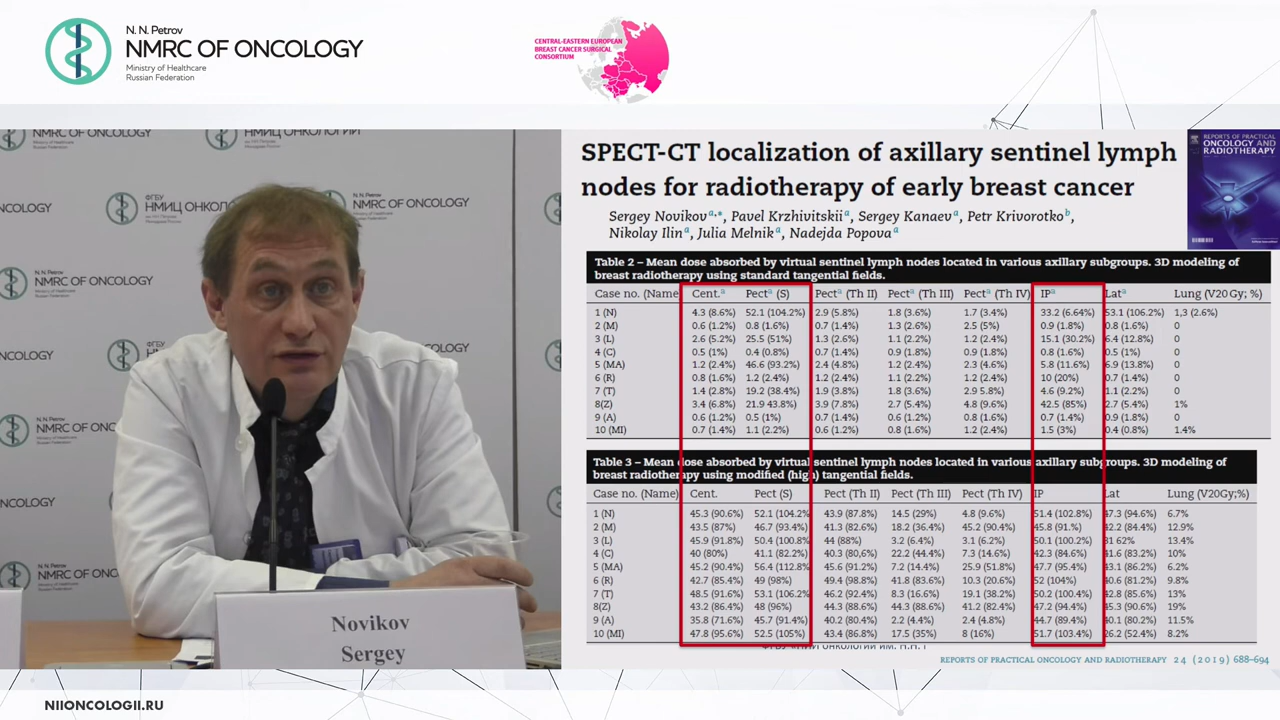 N. N. Petrov
NMRC OF ONCOLOGY
Ministry of Healthcare
Russian Federation
CENTRAL-EASTERN EUROPEAN
BREAST CANCER SURGICAL
CONSORTIUM
NMRC OF ONCOLOGY
НМИЦ ОНКОЛОГИИ
N.N. Petrov
NMRC OF ONCOLOGY
ФГБУ
НМИЦ ОНКОЛ
N.N. Petrov
NMRC OF ONCOLOGY
N.N. Petrov
NMRC OF ONCOLOGY
N.N. Petrov
NMRC OF ONCOLOGY
N.N. Petrov
NMRC OF ONC
Novikov
Sergey
SPECT-CT localization of axillary sentinel lymph
nodes for radiotherapy of early breast cancer
Sergey Novikov a,*, Pavel Krzhivitskii a, Sergey Kanaev a, Petr Krivorotko b,
Nikolay Ilin a, Julia Melnik a, Nadejda Popova a
REPORTS OF PRACTICAL
ONCOLOGY AND
RADIOTHERAPY
Table 2 – Mean dose absorbed by virtual sentinel lymph nodes located in various axillary subgroups. 3D modeling of
breast radiotherapy using standard tangential fields.
Case no. (Name Cent.a Pecta (S) Pecta (Th II) Pecta (Th III) Pecta (Th IV) IPa Lata Lung (V20 Gy; %)
1 (N) 4.3 (8.6%) 52.1 (104.2%) 2.9 (5.8%) 1.8 (3.6%) 1.7 (3.4%) 33.2 (6.64%) 53.1 (106.2%) 1,3 (2.6%)
2 (M) 0.6 (1.2%) 0.8 (1.6%) 0.7 (1.4%) 1.3 (2.6%) 2.5 (5%) 0.9 (1.8%) 0.8 (1.6%) 0
3 (L) 2.6 (5.2%) 25.5 (51%) 1.3 (2.6%) 1.1 (2.2%) 1.2 (2.4%) 15.1 (30.2%) 6.4 (12.8%) 0
4 (C) 0.5 (1%) 0.4 (0.8%) 0.7 (1.4%) 0.9 (1.8%) 0.9 (1.8%) 0.8 (1.6%) 0.5 (1%) 0
5 (MA) 1.2 (2.4%) 46.6 (93.2%) 2.4 (4.8%) 1.2 (2.4%) 2.3 (4.6%) 5.8 (11.6%) 6.9 (13.8%) 0
6 (R) 0.8 (1.6%) 1.2 (2.4%) 1.2 (2.4%) 1.1 (2.2%) 1.2 (2.4%) 10 (20%) 0.7 (1.4%) 0
7 (T) 1.4 (2.8%) 19.2 (38.4%) 1.9 (3.8%) 1.8 (3.6%) 2.9 5.8%) 4.6 (9.2%) 1.1 (2.2%) 0
8(Z) 3.4 (6.8%) 21.9 43.8%) 3.9 (7.8%) 2.7 (5.4%) 4.8 (9.6%) 42.5 (85%) 2.7 (5.4%) 1%
9 (A) 0.6 (1.2%) 0.5 (1%) 0.7 (1.4%) 0.6 (1.2%) 0.8 (1.6%) 0.7 (1.4%) 0.9 (1.8%) 0
10 (MI) 0.7 (1.4%) 1.1 (2.2%) 0.6 (1.2%) 0.8 (1.6%) 1.2 (2.4%) 1.5 (3%) 0.4 (0.8%) 1.4%
Table 3 – Mean dose absorbed by virtual sentinel lymph nodes located in various axillary subgroups. 3D modeling of
breast radiotherapy using modified (high) tangential fields.
Case no. (Name) Cent. Pect (S) Pect (Th II) Pect (Th III) Pect (Th IV) IP Lat Lung (V20Gy;%)
1 (N) 45.3 (90.6%) 52.1 (104.2% 43.9 (87.8%) 14.5 (29%) 4.8 (9.6%) 51.4 (102.8%) 47.3 (94.6%) 6.7%
2 (M) 43.5 (87%) 46.7 (93.4%) 41.3 (82.6%) 18.2 (36.4%) 45.2 (90.4%) 45.8 (91.%) 42.2 (84.4%) 12.9%
3 (L) 45.9 (91.8%) 50.4 (100.8% 44 (88%) 3.2 (6.4%) 3.1 (6.2%) 50.1 (100.2%) 31 62%) 13.4%
4 (C) 40 (80%) 41.1 (82.2%) 40.3 (80,6%) 22.2 (44.4%) 7.3 (14.6%) 42.3 (84.6%) 41.6 (83.2%) 10%
5 (MA) 45.2 (90.4%) 56.4 (112.8% 45.6 (91.2%) 7.2 (14.4%) 25.9 (51.8%) 47.7 (95.4%) 43.1 (86.2%) 6.2%
6 (R) 42.7 (85.4%) 49 (98%) 49.4 (98.8%) 41.8 (83.6%) 10.3 (20.6%) 52 (104%) 40.6 (81.2%) 9.8%
7 (T) 48.5 (91.6%) 53.1 (106.2% 46.2 (92.4%) 8.3 (16.6%) 19.1 (38.2%) 50.2 (100.4%) 42.8 (85.6%) 13%
8(Z) 43.2 (86.4%) 48 (96%) 44.3 (88.6%) 44.3 (88.6%) 41.2 (82.4%) 47.2 (94.4%) 45.3 (90.6%) 19%
9 (A) 35.8 (71.6%) 45.7 (91.4%) 40.2 (80.4%) 2.2 (4.4%) 2.4 (4.8%) 44.7 (89.4%) 40.1 (80.2%) 11.5%
10 (MI) 47.8 (95.6%) 52.5 (105%) 43.4 (86.8%) 17.5 (35%) 8 (16%) 51.7 (103.4%) 26.2 (52.4%) 8.2%
REPORTS OF PRACTICAL ONCOLOGY AND RADIOTHERAPY 24 (2019) 688–694
NIIONCOLOGII.RU